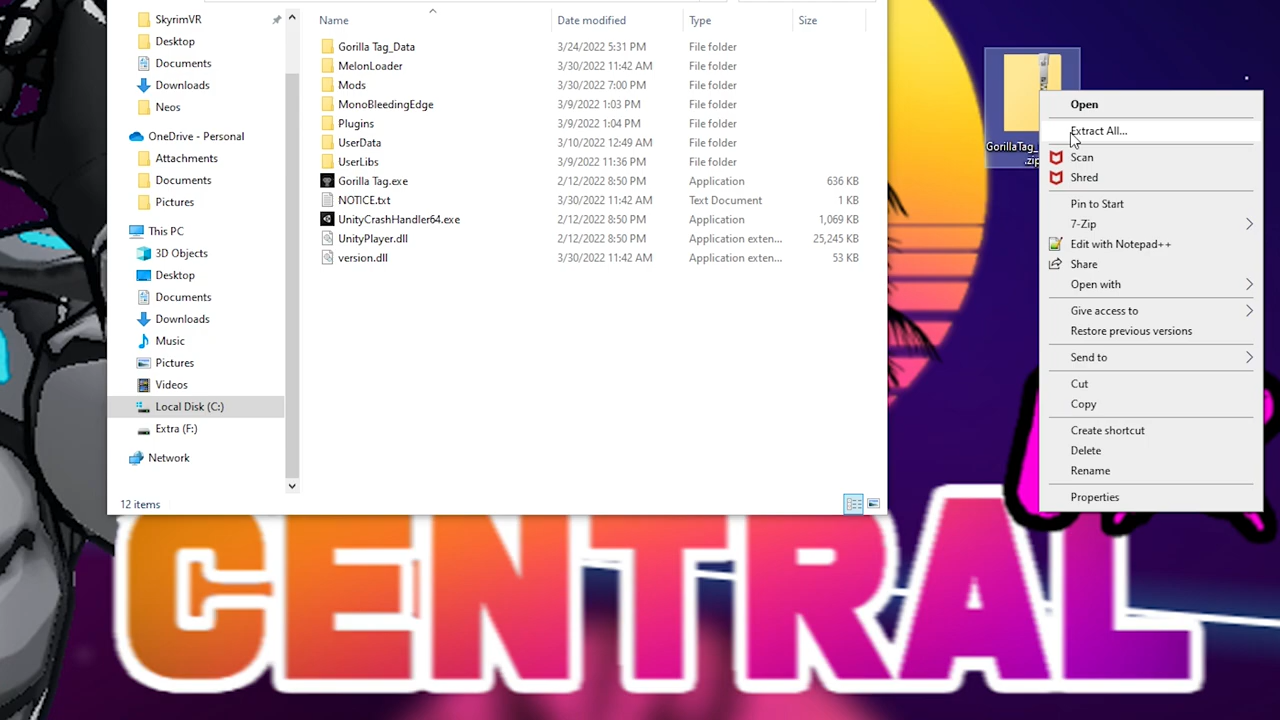 SkyrimVR
Desktop
Documents
Downloads
Neos
OneDrive - Personal
Attachments
Documents
Pictures
This PC
3D Objects
Desktop
Documents
Downloads
Music
Pictures
Videos
Local Disk (C:)
Extra (F:)
Network
12 items
Name Date modified Type Size
Gorilla Tag_Data 3/24/2022 5:31 PM File folder
MelonLoader 3/30/2022 11:42 AM File folder
Mods 3/30/2022 7:00 PM File folder
MonoBleedingEdge 3/9/2022 1:03 PM File folder
Plugins 3/9/2022 1:04 PM File folder
UserData 3/10/2022 12:49 AM File folder
UserLibs 3/9/2022 11:36 PM File folder
Gorilla Tag.exe 2/12/2022 8:50 PM Application 636 KB
NOTICE.txt 3/30/2022 11:42 AM Text Document 1 KB
UnityCrashHandler64.exe 2/12/2022 8:50 PM Application 1,069 KB
UnityPlayer.dll 2/12/2022 8:50 PM Application exten... 25,245 KB
version.dll 3/30/2022 11:42 AM Application exten... 53 KB
GorillaTag_
.zip
Open
Extract All...
Scan
Shred
Pin to Start
7-Zip
Edit with Notepad++
Share
Open with
Give access to
Restore previous versions
Send to
Cut
Copy
Create shortcut
Delete
Rename
Properties
CENTRAL